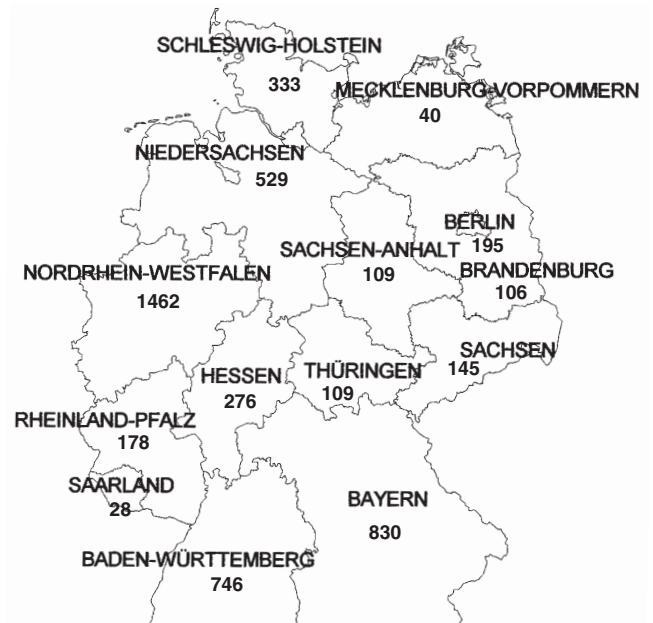 SCHLESWIG-HOLSTEIN
333
MECKLENBURG-VORPOMMERN
40
NIEDERSACHSEN
529
BERLIN
195
SACHSEN-ANHALT
109
BRANDENBURG
106
NORDRHEIN-WESTFALEN
1462
SACHSEN
145
THÜRINGEN
109
HESSEN
276
RHEINLAND-PFALZ
178
SAARLAND
28
BAYERN
830
BADEN-WÜRTTEMBERG
746